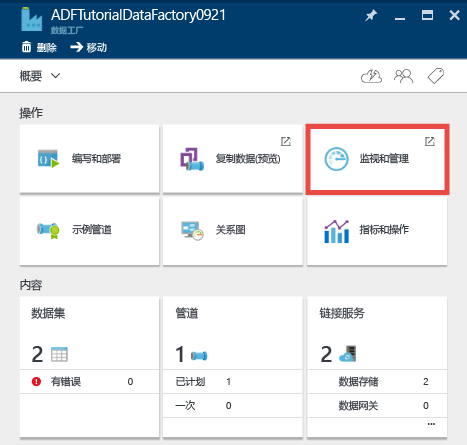 ADFTutorialDataFactory0921
数据工厂
删除 移动
概要
操作
编写和部署 复制数据(预览) 监视和管理
示例管道 关系图 指标和操作
内容
数据集 管道 链接服务
2 1 2
有错误 0 已计划 1 数据存储 2
一次 0 数据网关 0
...